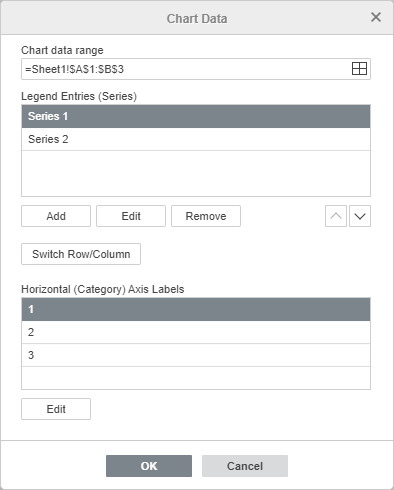 Chart Data
Chart data range
=Sheet1!$A$1:$B$3
Legend Entries (Series)
Series 1
Series 2
Add Edit Remove
Switch Row/Column
Horizontal (Category) Axis Labels
1
2
3
Edit
OK Cancel